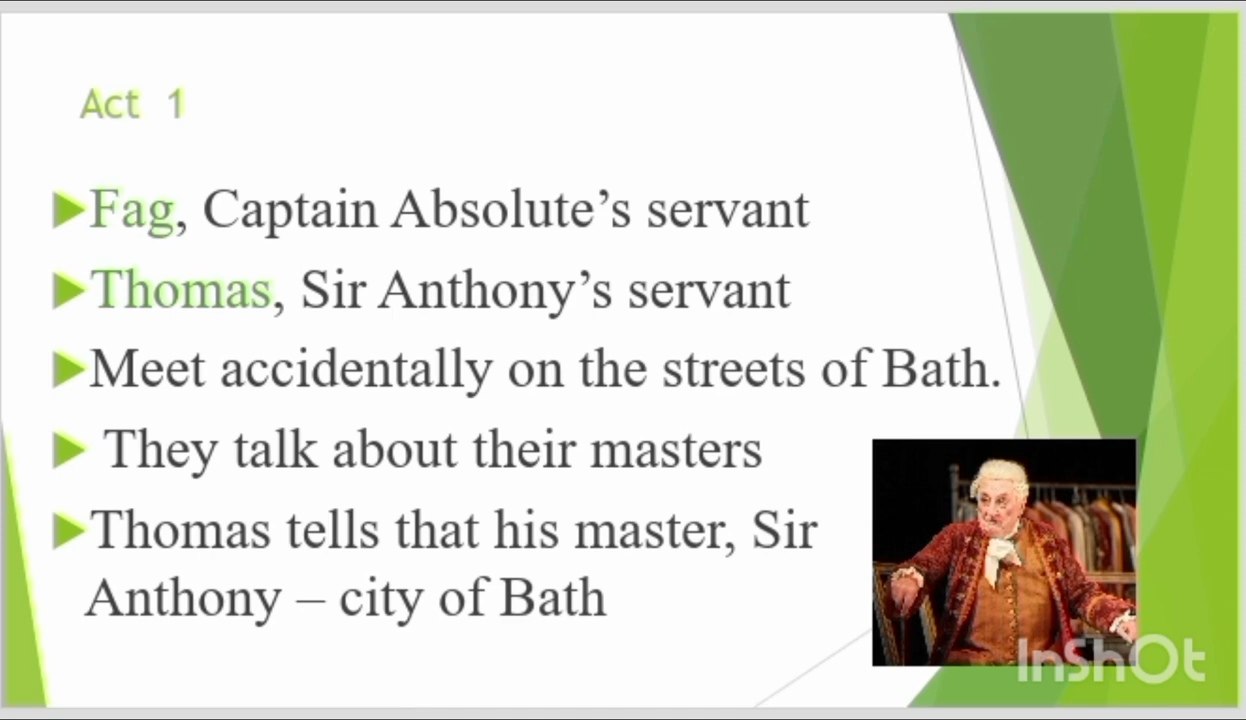 Act 1
Fag, Captain Absolute’s servant
Thomas, Sir Anthony’s servant
Meet accidentally on the streets of Bath.
They talk about their masters
Thomas tells that his master, Sir
Anthony – city of Bath
InShOt